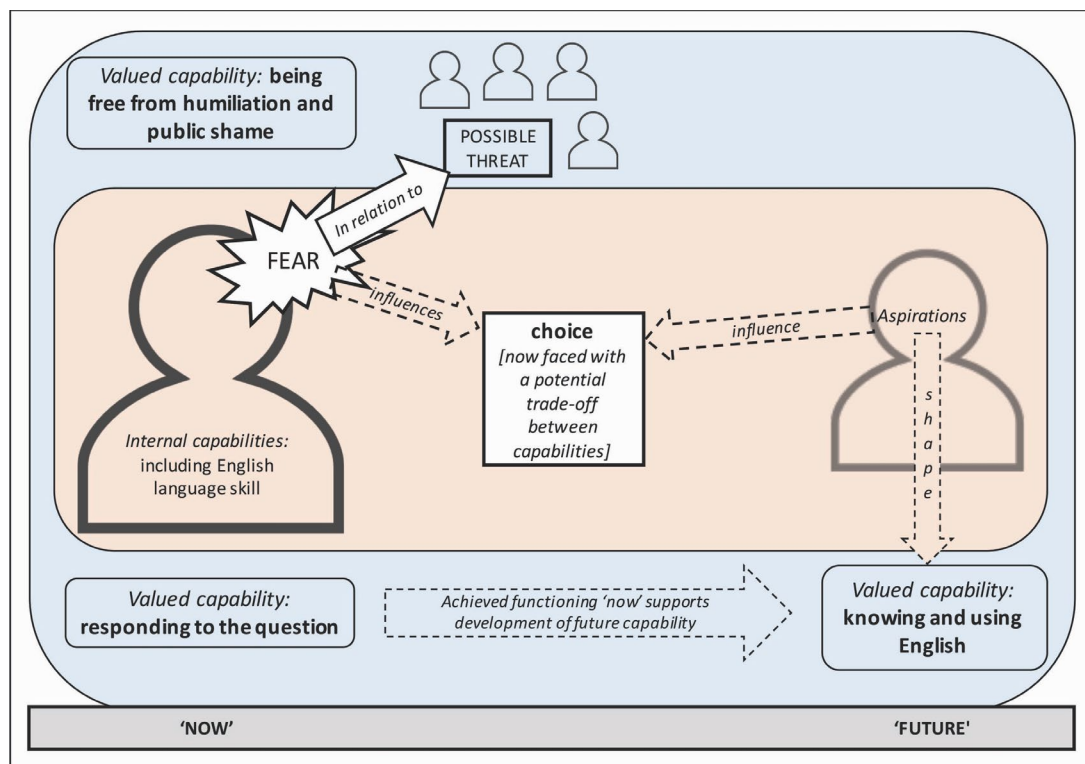 Valued capability: being
free from humiliation and
public shame
POSSIBLE
THREAT
In relation to
FEAR
influences
choice
[now faced with
a potential
trade-off
between
capabilities]
influence
Aspirations
shape
Internal capabilities:
including English
language skill
Valued capability:
responding to the question
Achieved functioning ‘now’ supports
development of future capability
Valued capability:
knowing and using
English
‘NOW’
‘FUTURE'